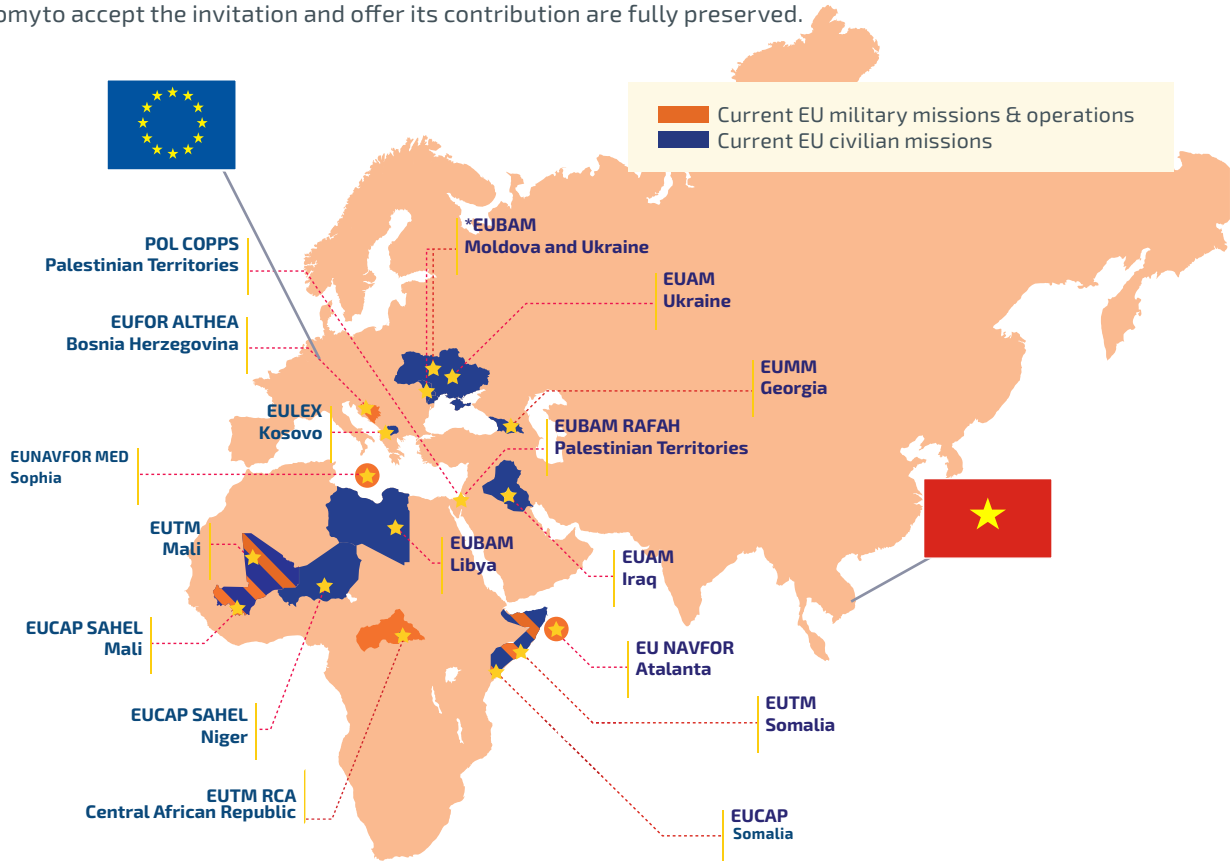 omyto accept the invitation and offer its contribution are fully preserved.
Current EU military missions & operations
Current EU civilian missions
*EUBAM
Moldova and Ukraine
POL COPPS
Palestinian Territories
EUAM
Ukraine
EUFOR ALTHEA
Bosnia Herzegovina
EUMM
Georgia
EULEX
Kosovo
EUBAM RAFAH
Palestinian Territories
EUNAVFOR MED
Sophia
EUTM
Mali
EUBAM
Libya
EUAM
Iraq
EUCAP SAHEL
Mali
EU NAVFOR
Atalanta
EUCAP SAHEL
Niger
EUTM
Somalia
EUTM RCA
Central African Republic
EUCAP
Somalia